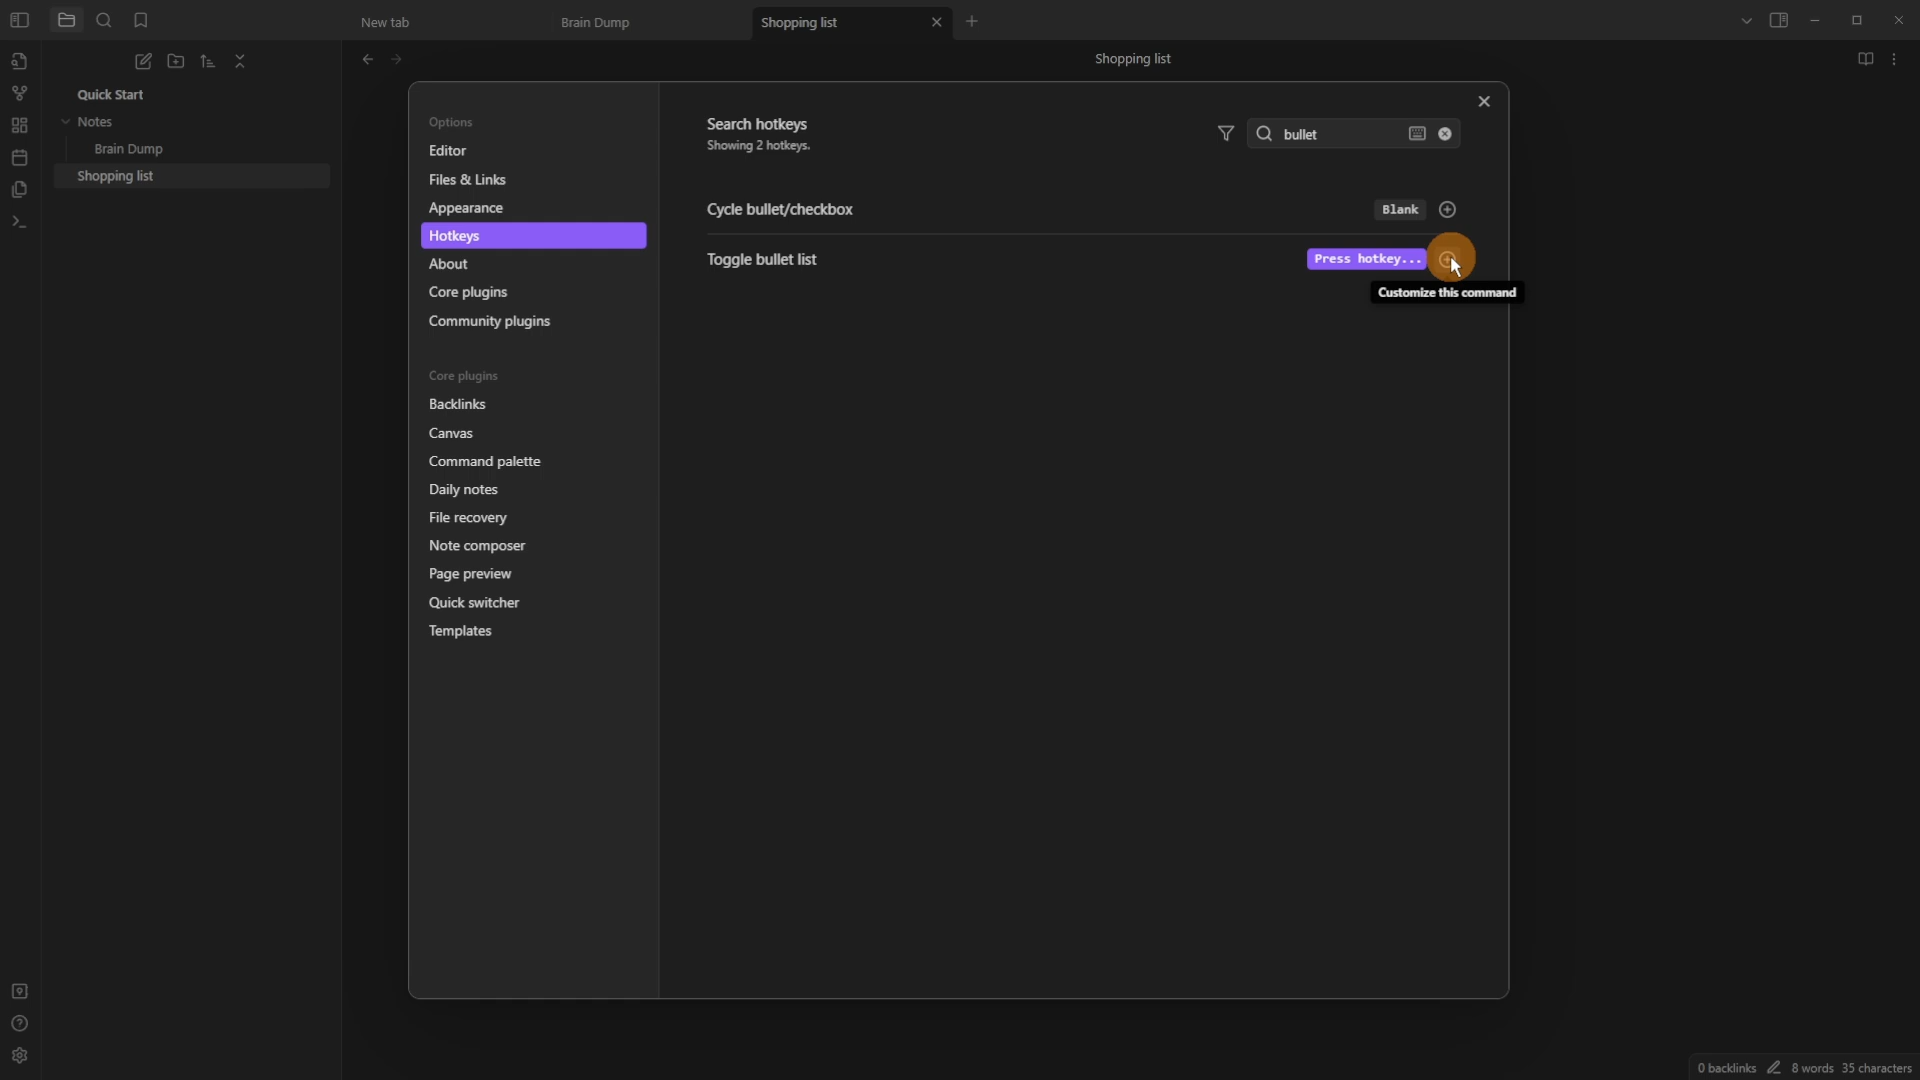 New tab
Brain Dump
Shopping list
Shopping list
Quick Start
Notes
Brain Dump
Shopping list
Options
Editor
Files & Links
Appearance
Hotkeys
About
Core plugins
Community plugins
Core plugins
Backlinks
Canvas
Command palette
Daily notes
File recovery
Note composer
Page preview
Quick switcher
Templates
Search hotkeys
Showing 2 hotkeys.
bullet
Cycle bullet/checkbox
Blank
Toggle bullet list
Press hotkey...
Customize this command
0 backlinks 8 words 35 characters